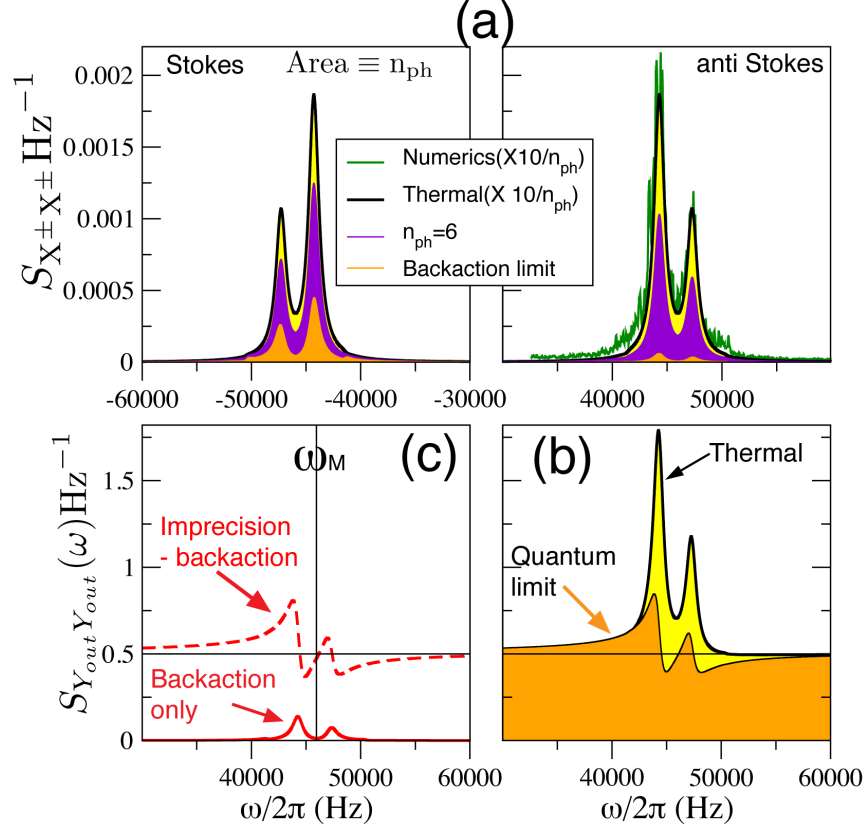 (a)
Stokes
Area ≡ n_ph
anti Stokes
S_X±X± Hz⁻¹
0.002
0.0015
0.001
0.0005
0
Numerics(X10/n_ph)
Thermal(X 10/n_ph)
n_ph=6
Backaction limit
-60000 -50000 -40000 -30000
40000 50000
S_Y_out Y_out (ω) Hz⁻¹
1.5
1
0.5
0
ω_M
(c)
Imprecision
- backaction
Backaction
only
40000 50000 60000
ω/2π (Hz)
(b)
Thermal
Quantum
limit
40000 50000 60000
ω/2π (Hz)